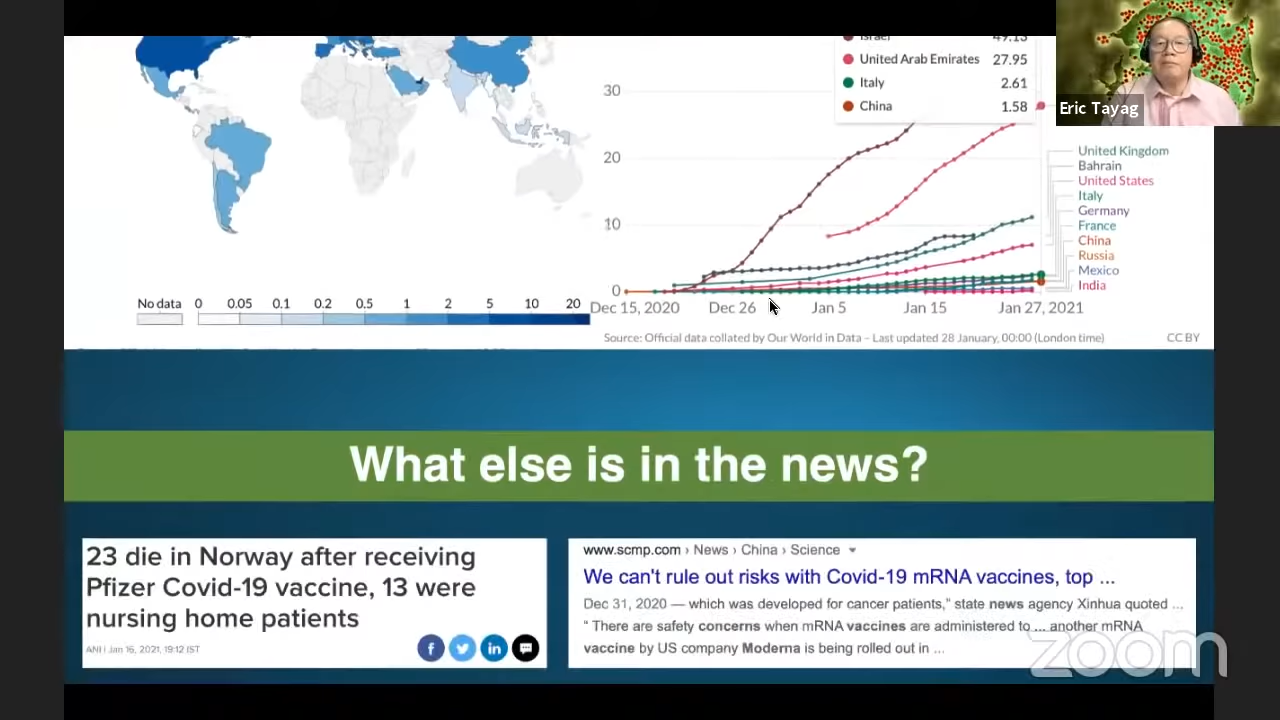 Israel 49.13
United Arab Emirates 27.95
Italy 2.61
China 1.58
Eric Tayag
30
20
10
0
United Kingdom
Bahrain
United States
Italy
Germany
France
China
Russia
Mexico
India
No data 0 0.05 0.1 0.2 0.5 1 2 5 10 20
Dec 15, 2020 Dec 26 Jan 5 Jan 15 Jan 27, 2021
Source: Official data collated by Our World in Data – Last updated 28 January, 00:00 (London time) CC BY
What else is in the news?
23 die in Norway after receiving
Pfizer Covid-19 vaccine, 13 were
nursing home patients
ANI | Jan 16, 2021, 19:12 IST
www.scmp.com › News › China › Science
We can't rule out risks with Covid-19 mRNA vaccines, top ...
Dec 31, 2020 — which was developed for cancer patients,” state news agency Xinhua quoted ...
“ There are safety concerns when mRNA vaccines are administered to ... another mRNA
vaccine by US company Moderna is being rolled out in ...
zoom